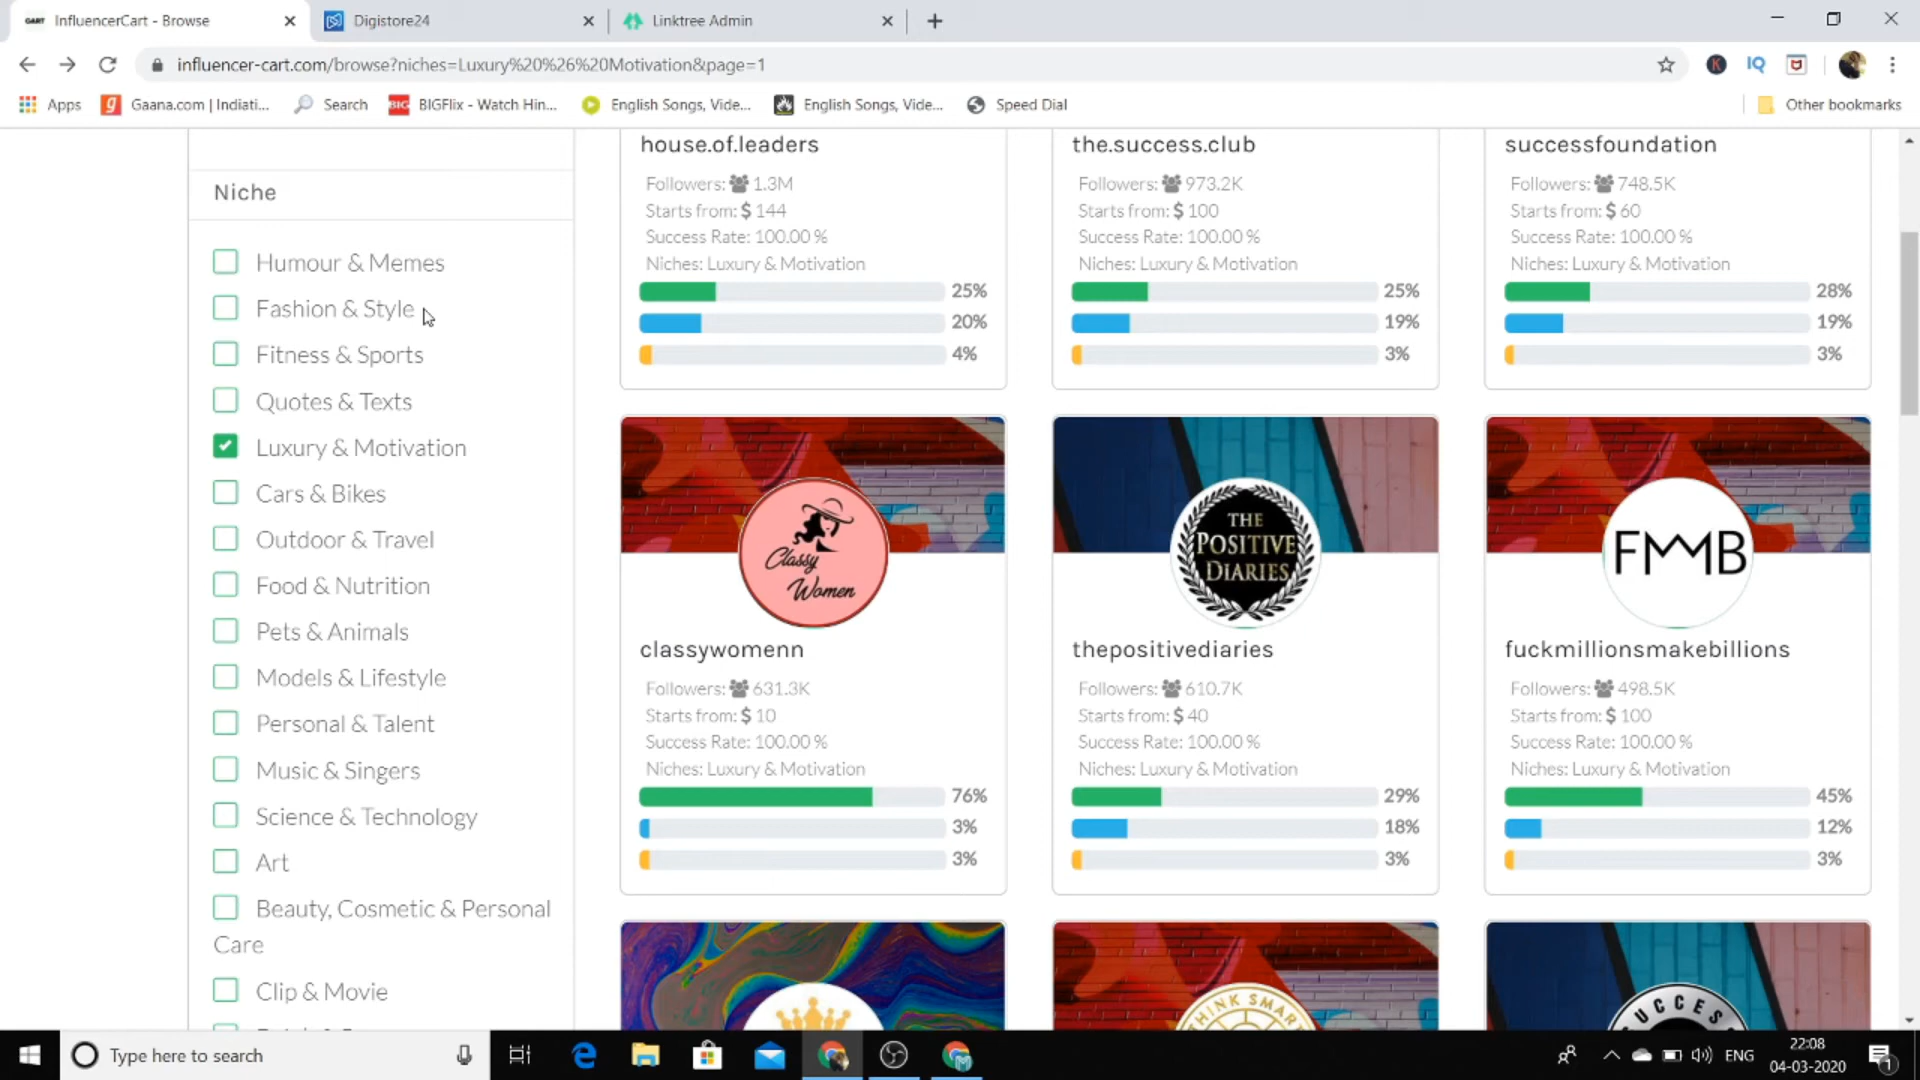 InfluencerCart - Browse
Digistore24
Linktree Admin
influencer-cart.com/browse?niches=Luxury%20%26%20Motivation&page=1
K
IQ
Apps
Gaana.com | Indiati...
Search
BIGFlix - Watch Hin...
English Songs, Vide...
English Songs, Vide...
Speed Dial
Other bookmarks
Niche
Humour & Memes
Fashion & Style
Fitness & Sports
Quotes & Texts
Luxury & Motivation
Cars & Bikes
Outdoor & Travel
Food & Nutrition
Pets & Animals
Models & Lifestyle
Personal & Talent
Music & Singers
Science & Technology
Art
Beauty, Cosmetic & Personal
Care
Clip & Movie
house.of.leaders
Followers: 1.3M
Starts from: $ 144
Success Rate: 100.00 %
Niches: Luxury & Motivation
25%
20%
4%
the.success.club
Followers: 973.2K
Starts from: $ 100
Success Rate: 100.00 %
Niches: Luxury & Motivation
25%
19%
3%
successfoundation
Followers: 748.5K
Starts from: $ 60
Success Rate: 100.00 %
Niches: Luxury & Motivation
28%
19%
3%
Classy
Women
classywomenn
Followers: 631.3K
Starts from: $ 10
Success Rate: 100.00 %
Niches: Luxury & Motivation
76%
3%
3%
THE
POSITIVE
DIARIES
thepositivediaries
Followers: 610.7K
Starts from: $ 40
Success Rate: 100.00 %
Niches: Luxury & Motivation
29%
18%
3%
FMMB
fuckmillionsmakebillions
Followers: 498.5K
Starts from: $ 100
Success Rate: 100.00 %
Niches: Luxury & Motivation
45%
12%
3%
THINK SMART
SUCCESS
Type here to search
ENG
22:08
04-03-2020
1